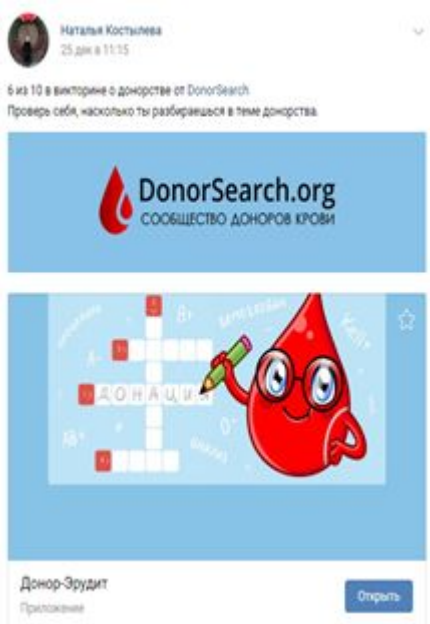 Наталья Костылева
25 дек в 11:15
6 из 10 в викторине о донорстве от DonorSearch
Проверь себя, насколько ты разбираешься в теме донорства.
DonorSearch.org
СООБЩЕСТВО ДОНОРОВ КРОВИ
B+
Kell+
A-
ДОНАЦИЯ
AB+
0-
Донор-Эрудит
Приложение
Открыть